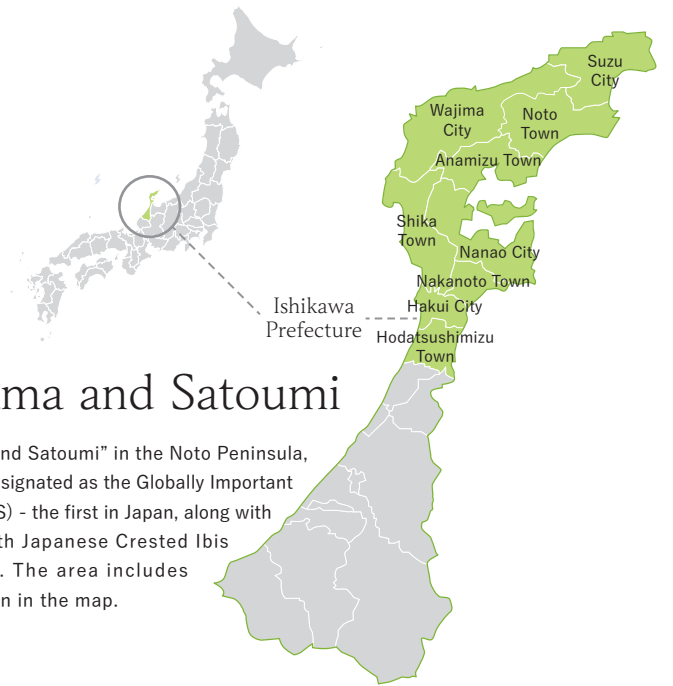 Suzu
City
Wajima
City
Noto
Town
Anamizu Town
Shika
Town
Nanao City
Nakanoto Town
Hakui City
Hodatsushimizu
Town
Ishikawa
Prefecture
ma and Satoumi
nd Satoumi” in the Noto Peninsula,
signated as the Globally Important
S) - the first in Japan, along with
th Japanese Crested Ibis
. The area includes
n in the map.